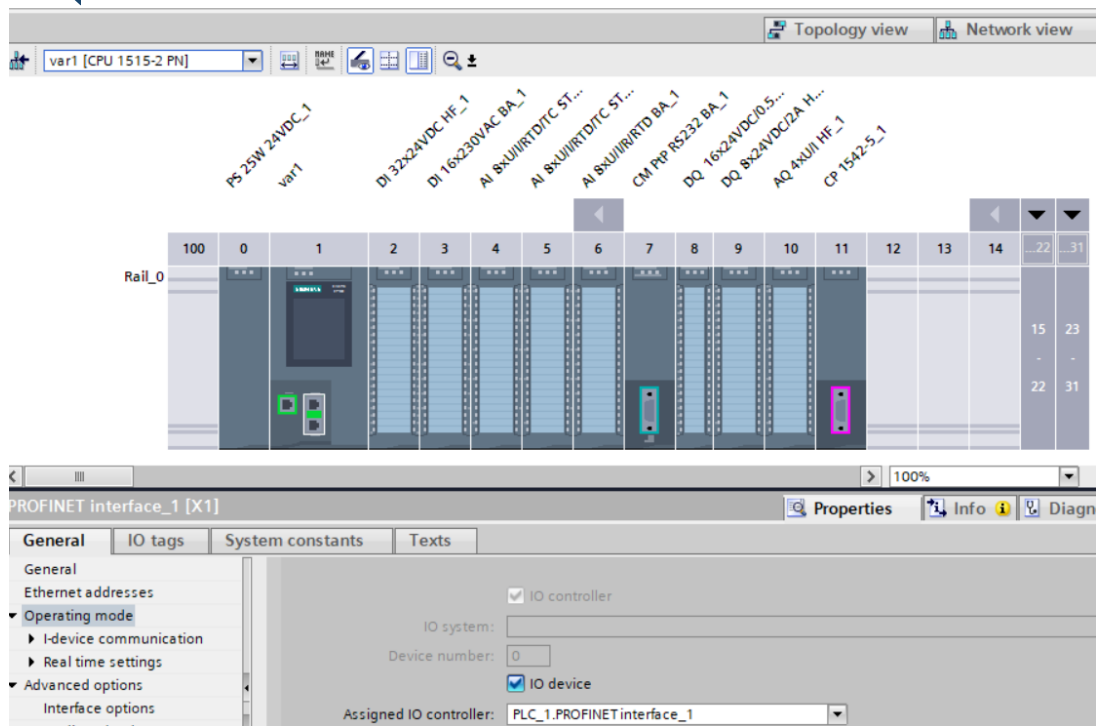 Topology view Network view
var1 [CPU 1515-2 PN]
PS 25W 24VDC_1
var1
DI 32x24VDC HF_1
DI 16x230VAC BA_1
AI 8xU/I/RTD/TC ST...
AI 8xU/I/RTD/TC ST...
AI 8xU/I/R/RTD BA_1
CM PtP RS232 BA_1
DQ 16x24VDC/0.5...
DQ 8x24VDC/2A H...
AQ 4xU/I HF_1
CP 1542-5_1
100 0 1 2 3 4 5 6 7 8 9 10 11 12 13 14 ...22 ...31
Rail_0
SIEMENS
15 23
- -
22 31
100%
PROFINET interface_1 [X1]
Properties Info Diagn
General IO tags System constants Texts
General
Ethernet addresses
Operating mode
I-device communication
Real time settings
Advanced options
Interface options
IO controller
IO system:
Device number: 0
IO device
Assigned IO controller: PLC_1.PROFINET interface_1